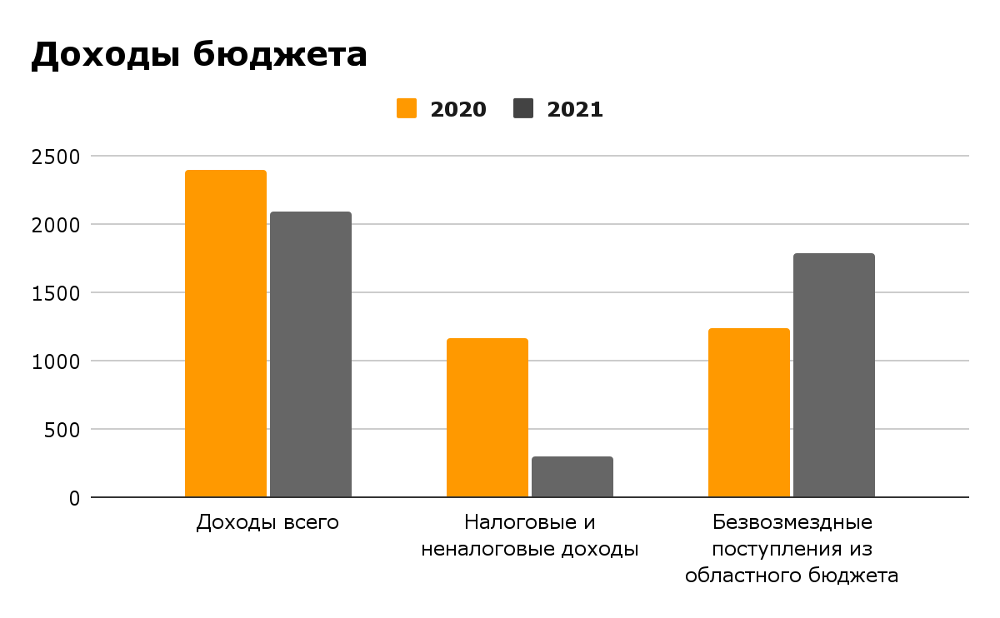 Доходы бюджета
2020 2021
2500
2000
1500
1000
500
0
Доходы всего
Налоговые и
неналоговые доходы
Безвозмездные
поступления из
областного бюджета